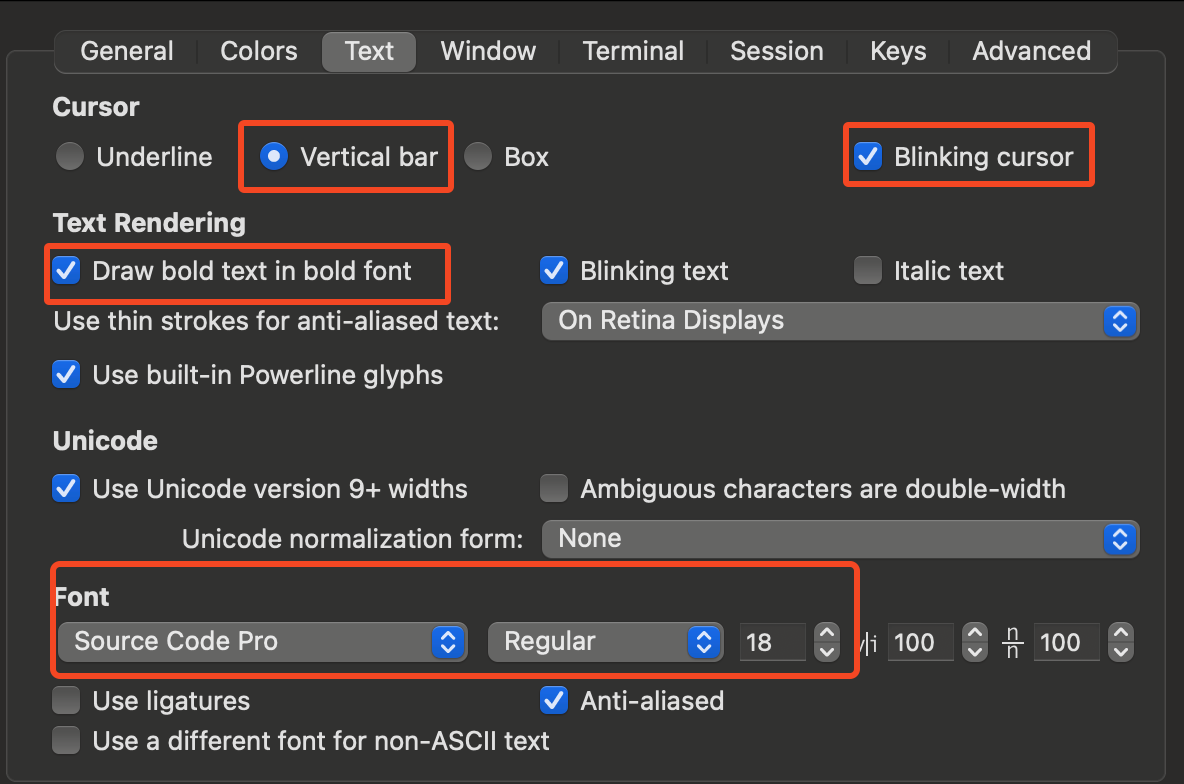 General Colors Text Window Terminal Session Keys Advanced
Cursor
Underline Vertical bar Box Blinking cursor
Text Rendering
Draw bold text in bold font Blinking text Italic text
Use thin strokes for anti-aliased text: On Retina Displays
Use built-in Powerline glyphs
Unicode
Use Unicode version 9+ widths Ambiguous characters are double-width
Unicode normalization form: None
Font
Source Code Pro Regular 18 100 n/n 100
Use ligatures Anti-aliased
Use a different font for non-ASCII text